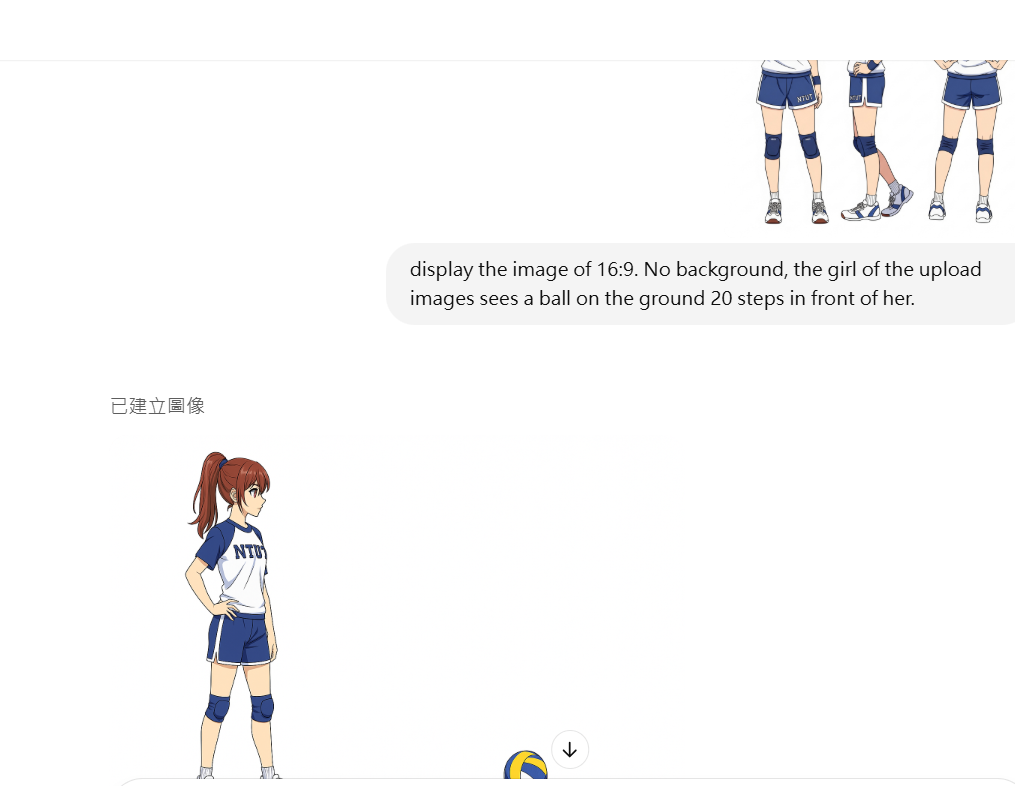 NTUT
NTUT
display the image of 16:9. No background, the girl of the upload
images sees a ball on the ground 20 steps in front of her.
已建立圖像
NTUT